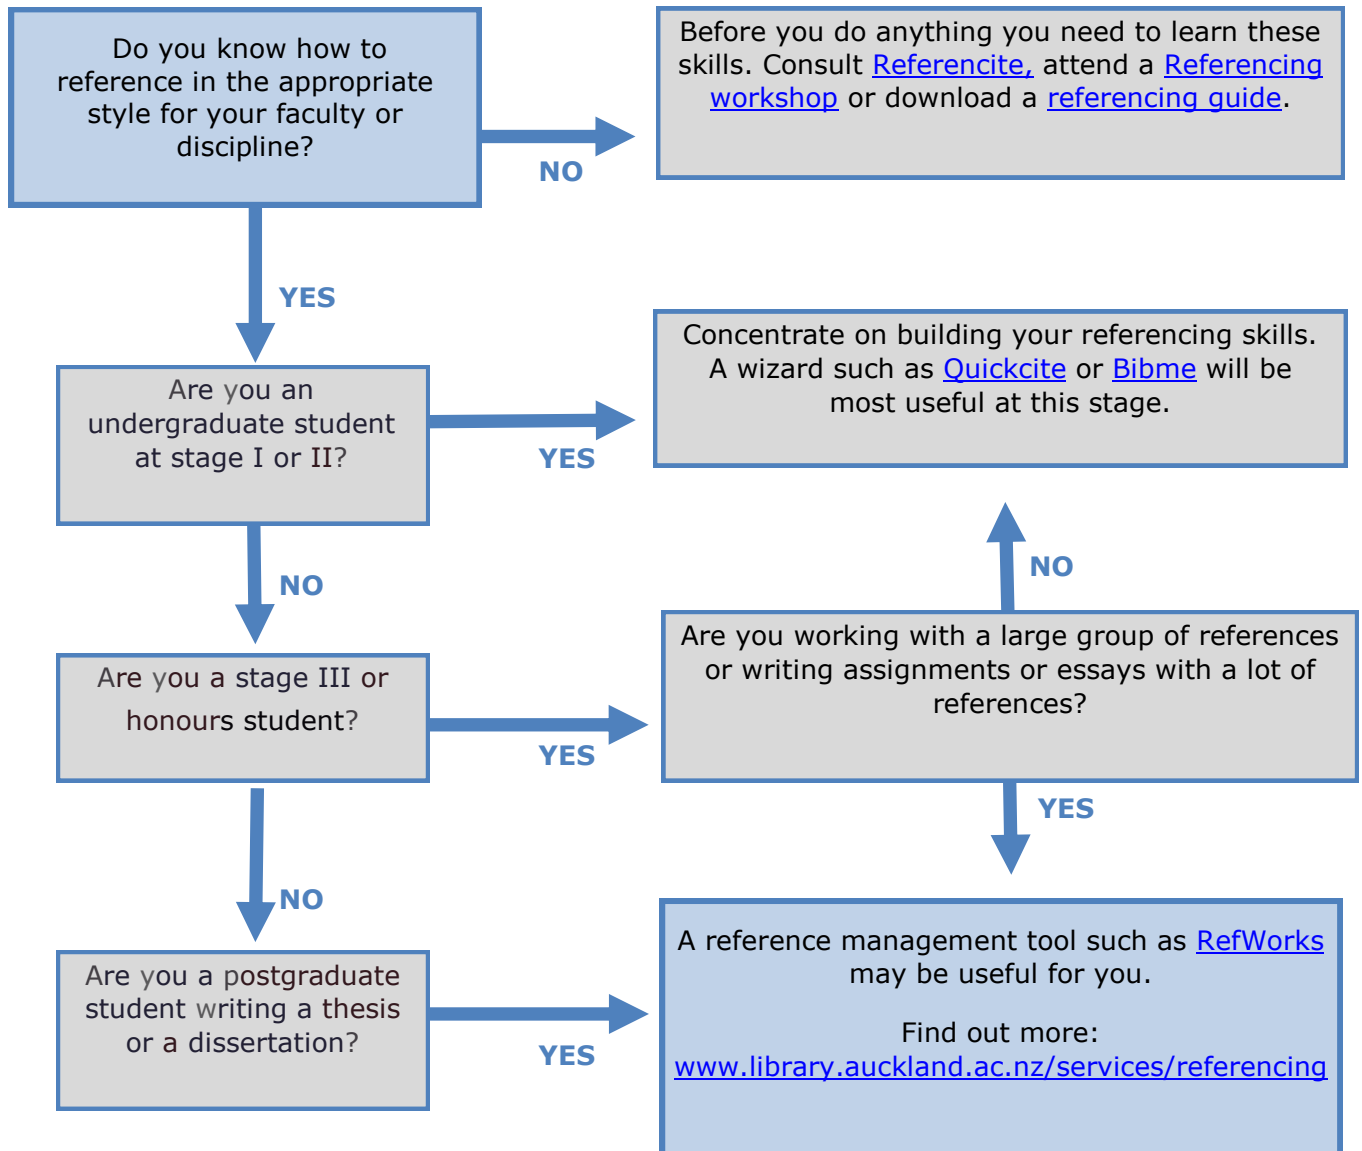 Do you know how to
reference in the appropriate
style for your faculty or
discipline?
NO
Before you do anything you need to learn these
skills. Consult Referencite, attend a Referencing
workshop or download a referencing guide.
YES
Are you an
undergraduate student
at stage I or II?
YES
Concentrate on building your referencing skills.
A wizard such as Quickcite or Bibme will be
most useful at this stage.
NO
NO
Are you a stage III or
honours student?
YES
Are you working with a large group of references
or writing assignments or essays with a lot of
references?
YES
NO
Are you a postgraduate
student writing a thesis
or a dissertation?
YES
A reference management tool such as RefWorks
may be useful for you.
Find out more:
www.library.auckland.ac.nz/services/referencing